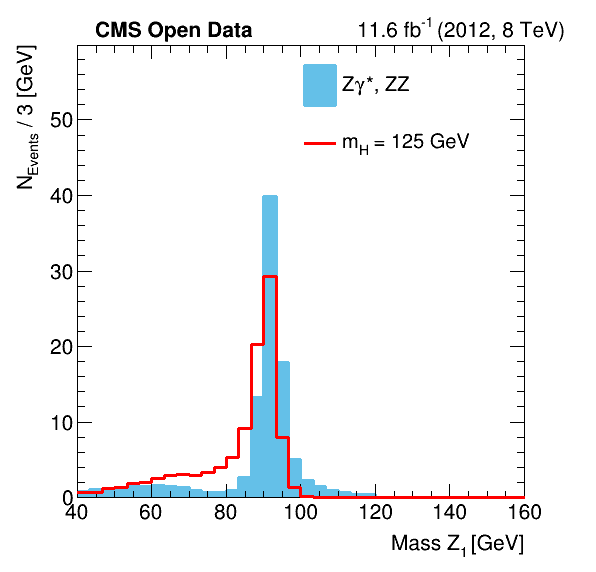 CMS Open Data
11.6 fb⁻¹ (2012, 8 TeV)
N_Events / 3 [GeV]
Zγ*, ZZ
m_H = 125 GeV
50
40
30
20
10
0
40 60 80 100 120 140 160
Mass Z₁ [GeV]